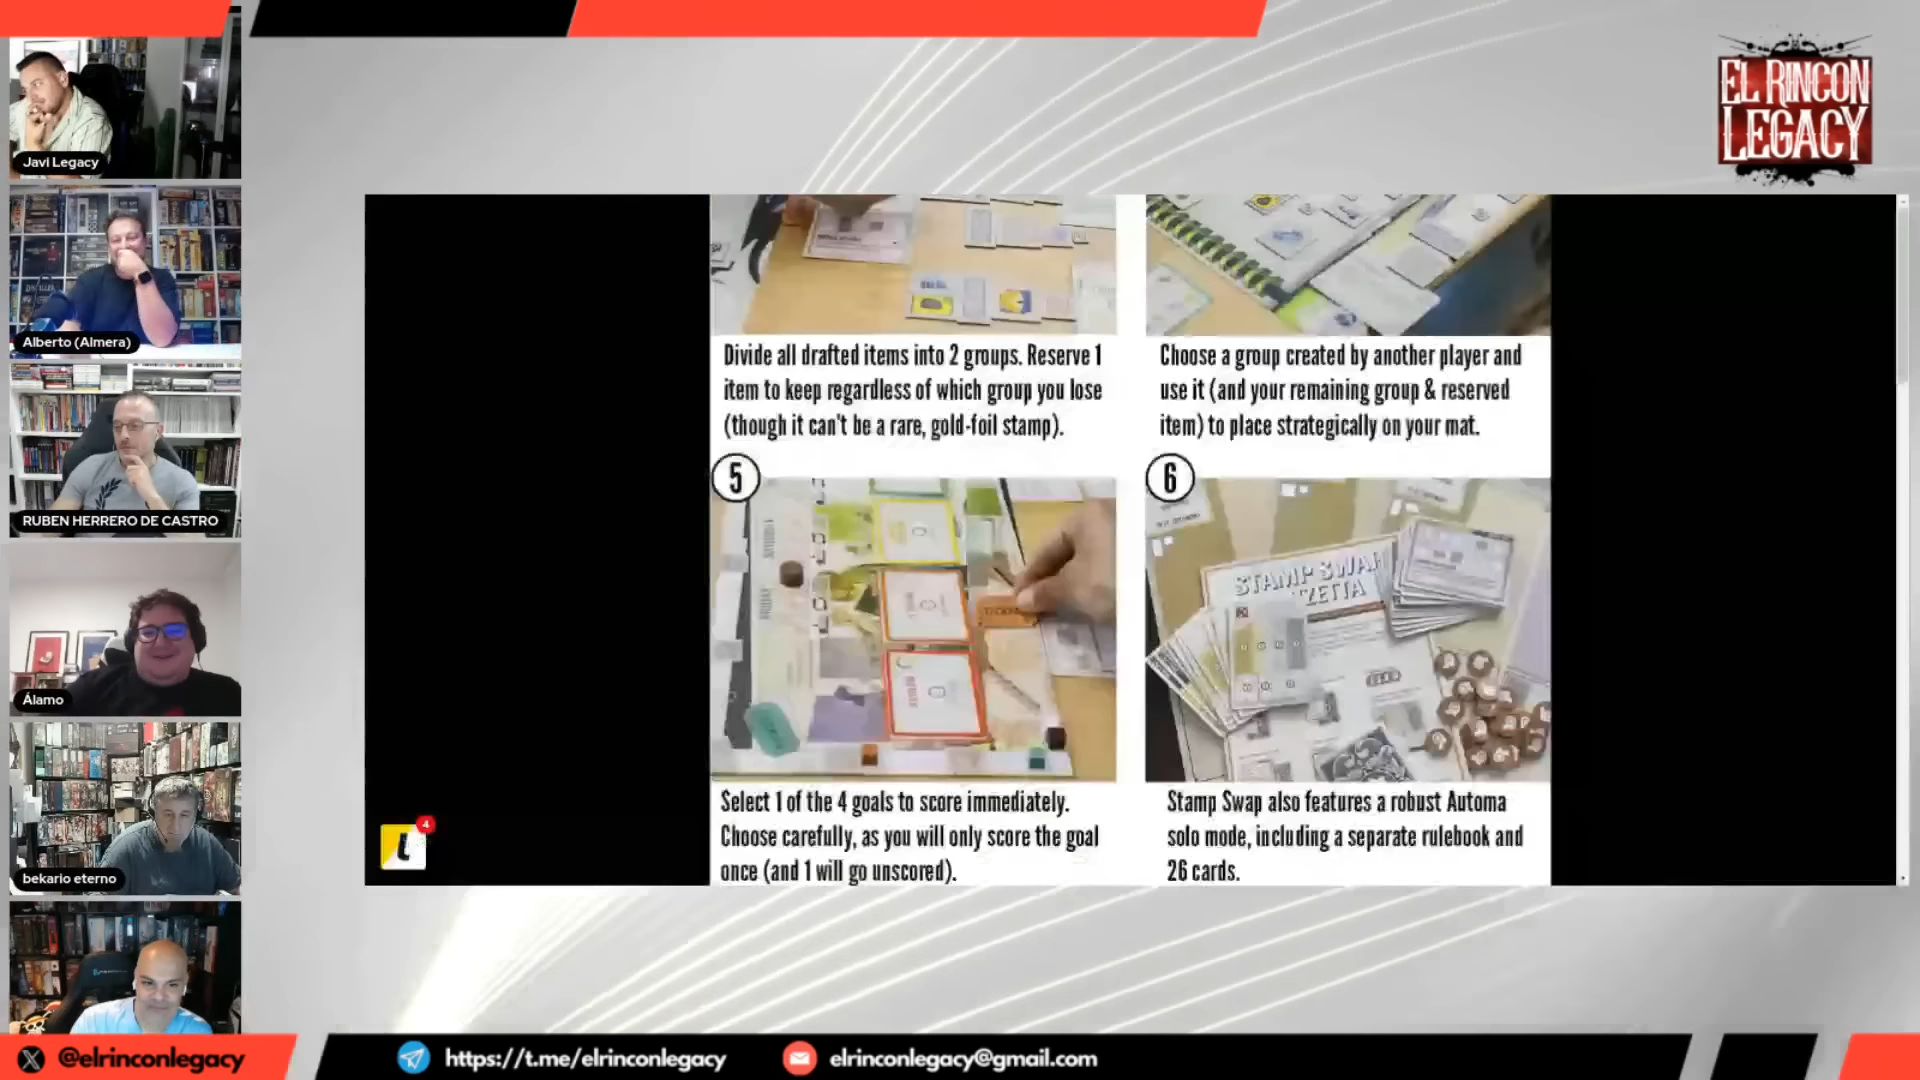 EL RINCON
LEGACY
Javi Legacy
Alberto (Almera)
RUBEN HERRERO DE CASTRO
Álamo
bekario eterno
Divide all drafted items into 2 groups. Reserve 1
item to keep regardless of which group you lose
(though it can't be a rare, gold-foil stamp).
Choose a group created by another player and
use it (and your remaining group & reserved
item) to place strategically on your mat.
5
6
STAMP SWAP
4
Select 1 of the 4 goals to score immediately.
Choose carefully, as you will only score the goal
once (and 1 will go unscored).
Stamp Swap also features a robust Automa
solo mode, including a separate rulebook and
26 cards.
@elrinconlegacy
https://t.me/elrinconlegacy
elrinconlegacy@gmail.com